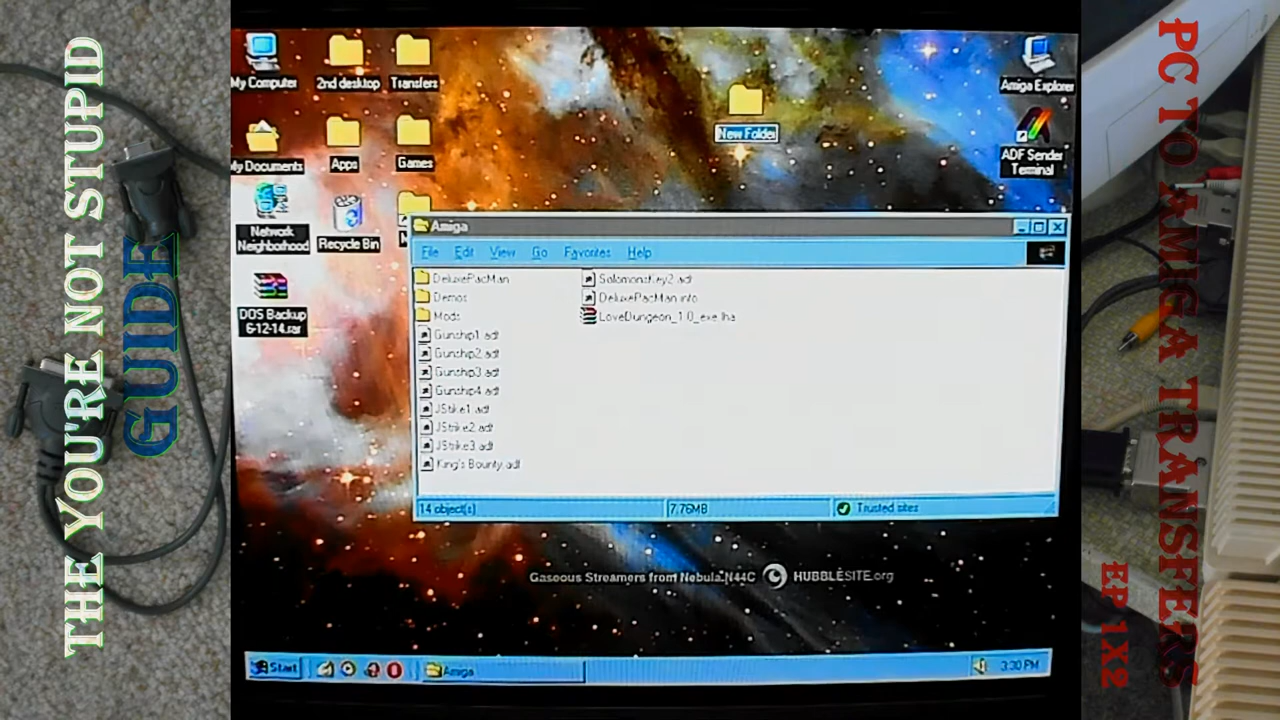 THE YOU'RE NOT STUPID
GUIDE
My Computer
2nd desktop
Transfers
New Folder
Amiga Explorer
My Documents
Apps
Games
ADF Sender
Terminal
Network
Neighborhood
Recycle Bin
DOS Backup
6-12-14.rar
Amiga
File Edit View Go Favorites Help
DeluxePacMan
Demos
Mods
Gunship1.adf
Gunship2.adf
Gunship3.adf
Gunship4.adf
JStike1.adf
JStrike2.adf
JStrike3.adf
King's Bounty.adf
SolomonsKey2.adf
DeluxePacMan.info
LoveDungeon_1.0_exe.lha
14 object(s)
7.76MB
Trusted sites
Gaseous Streamers from Nebula N44C
HUBBLESITE.org
Start
Amiga
3:30 PM
PC TO AMIGA TRANSFERS
EP 1X2